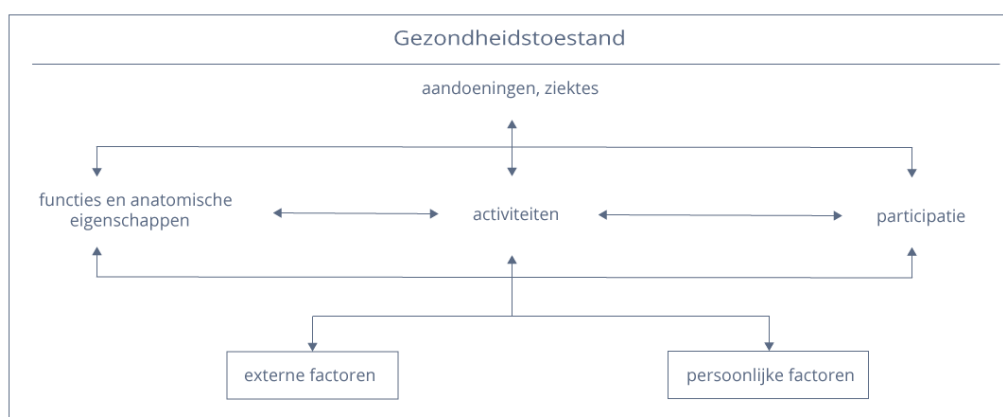 Gezondheidstoestand
aandoeningen, ziektes
functies en anatomische
eigenschappen
activiteiten
participatie
externe factoren
persoonlijke factoren